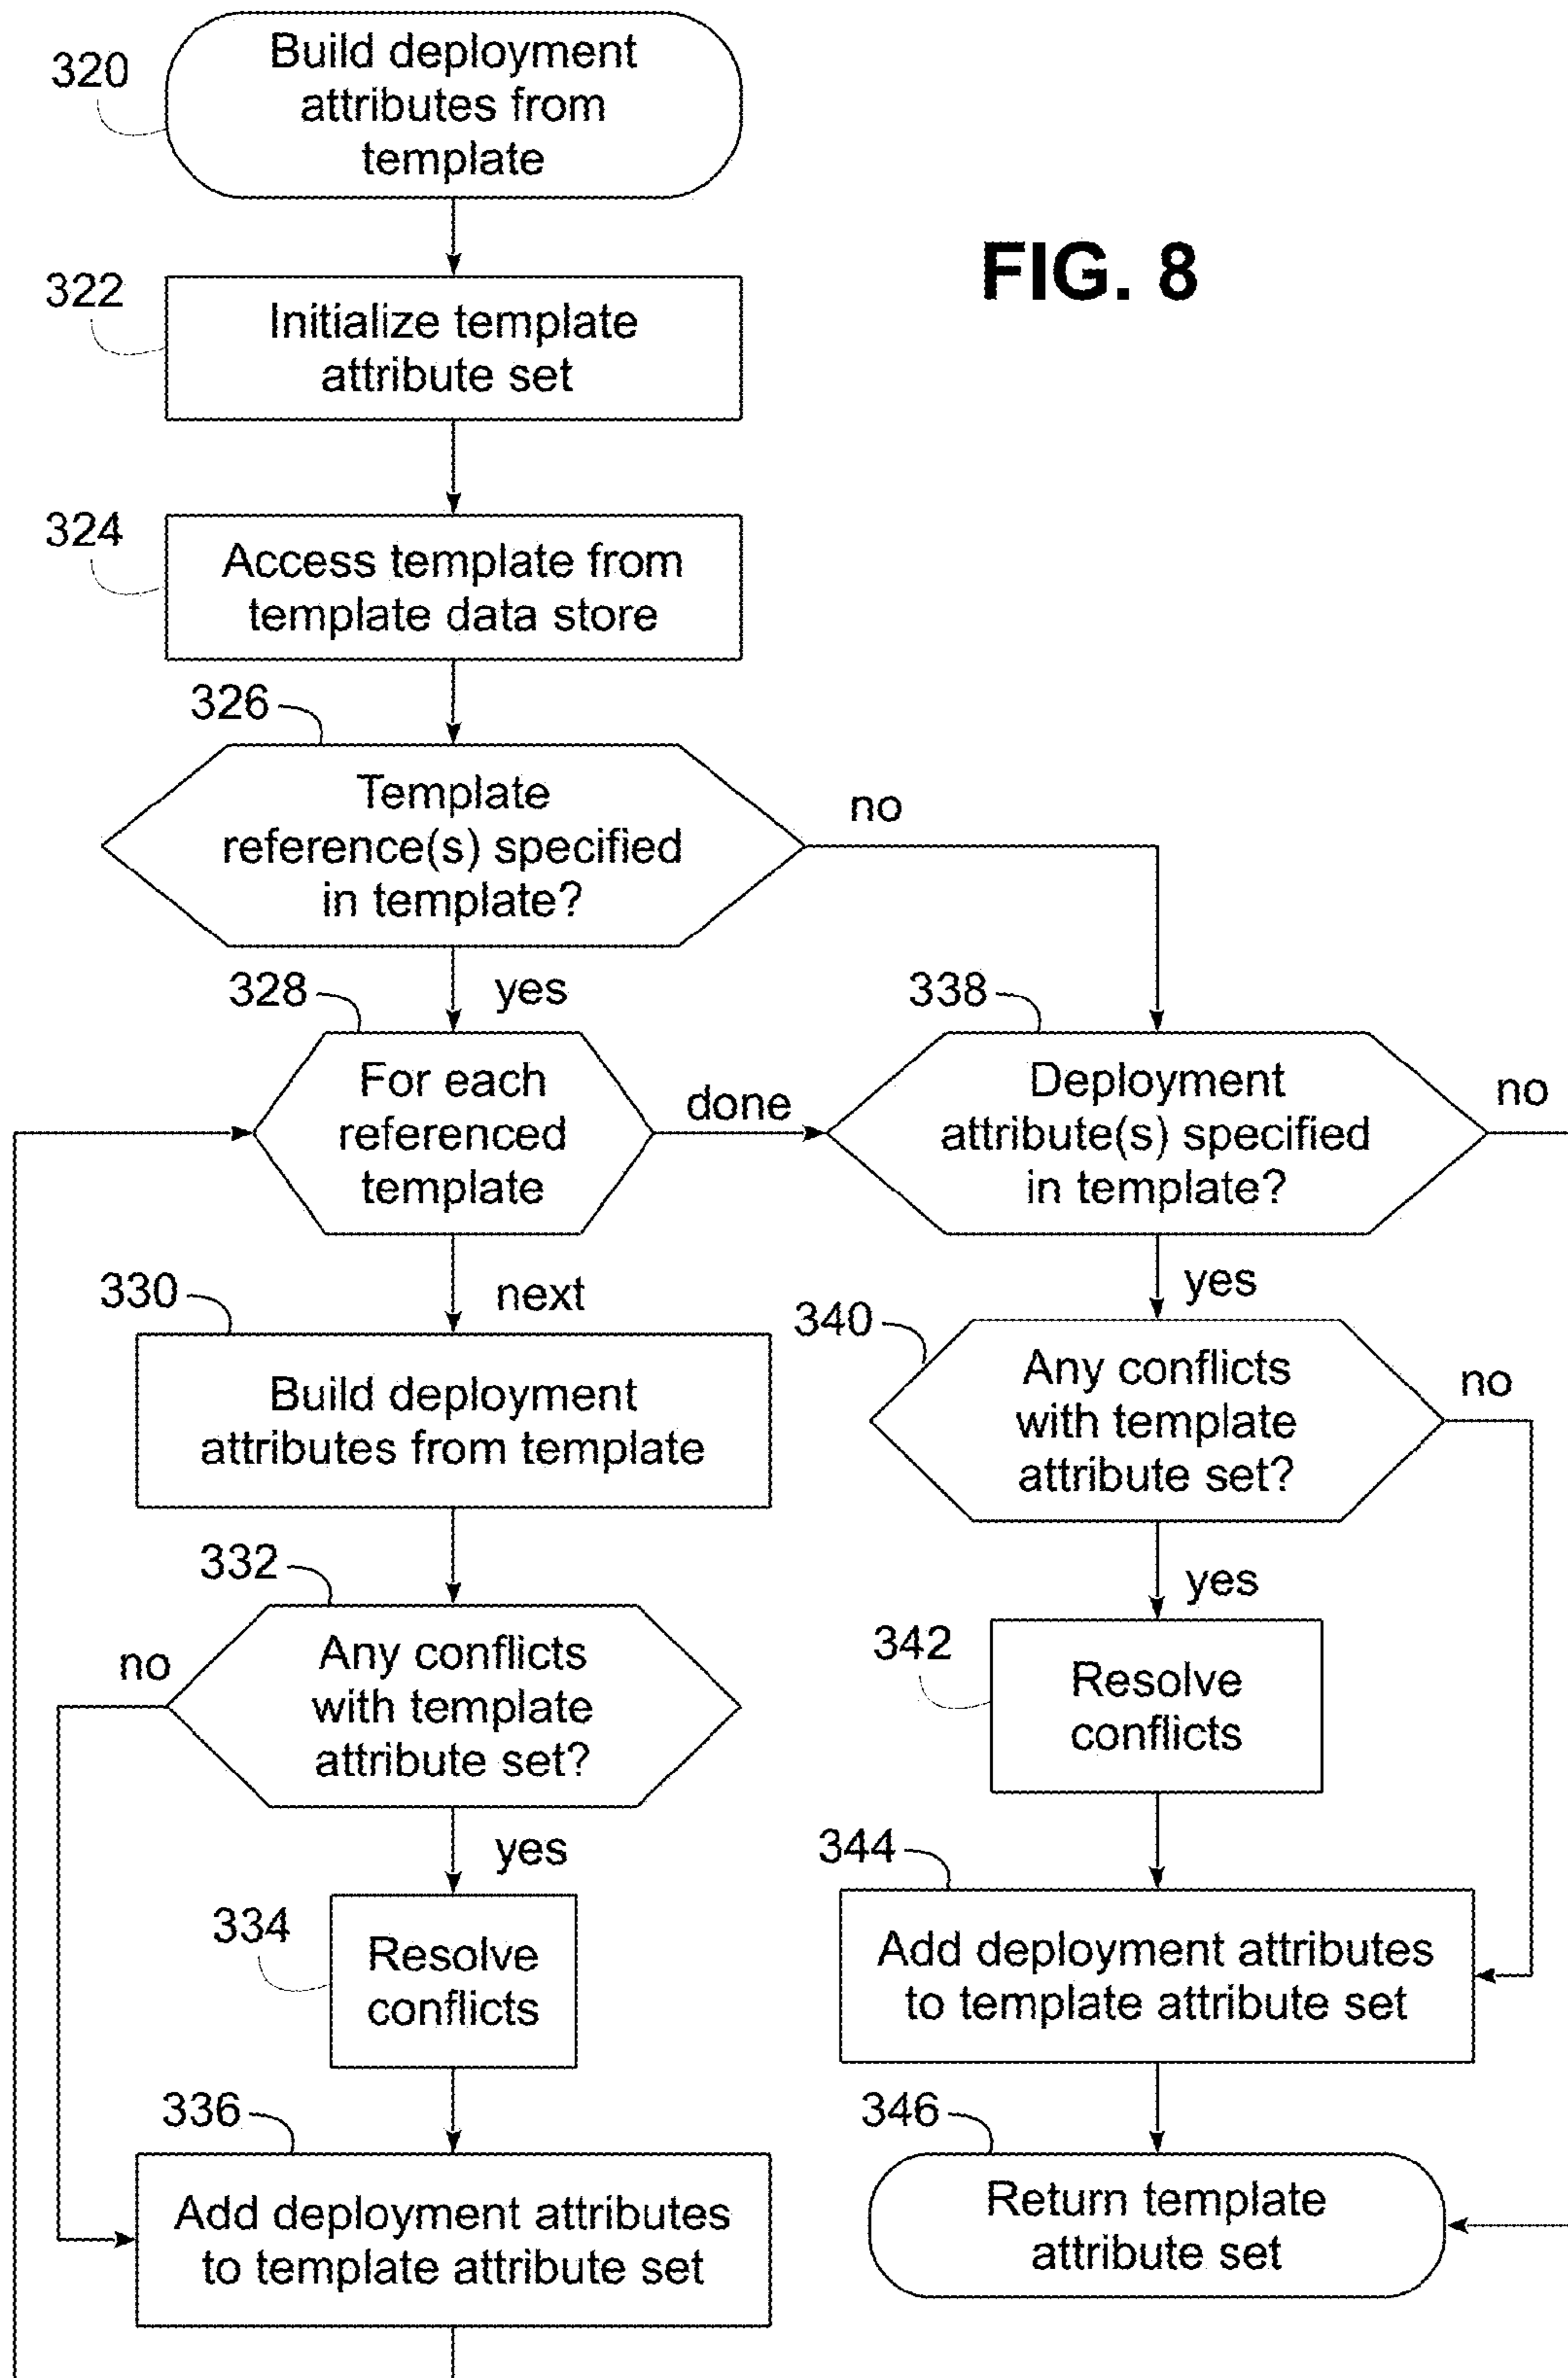 320
Build deployment
attributes from
template
FIG. 8
322
Initialize template
attribute set
324
Access template from
template data store
326
Template
reference(s) specified
in template?
no
yes
328
For each
referenced
template
done
338
Deployment
attribute(s) specified
in template?
no
next
yes
330
Build deployment
attributes from template
340
Any conflicts
with template
attribute set?
no
332
Any conflicts
with template
attribute set?
no
yes
yes
342
Resolve
conflicts
334
Resolve
conflicts
344
Add deployment attributes
to template attribute set
336
Add deployment attributes
to template attribute set
346
Return template
attribute set